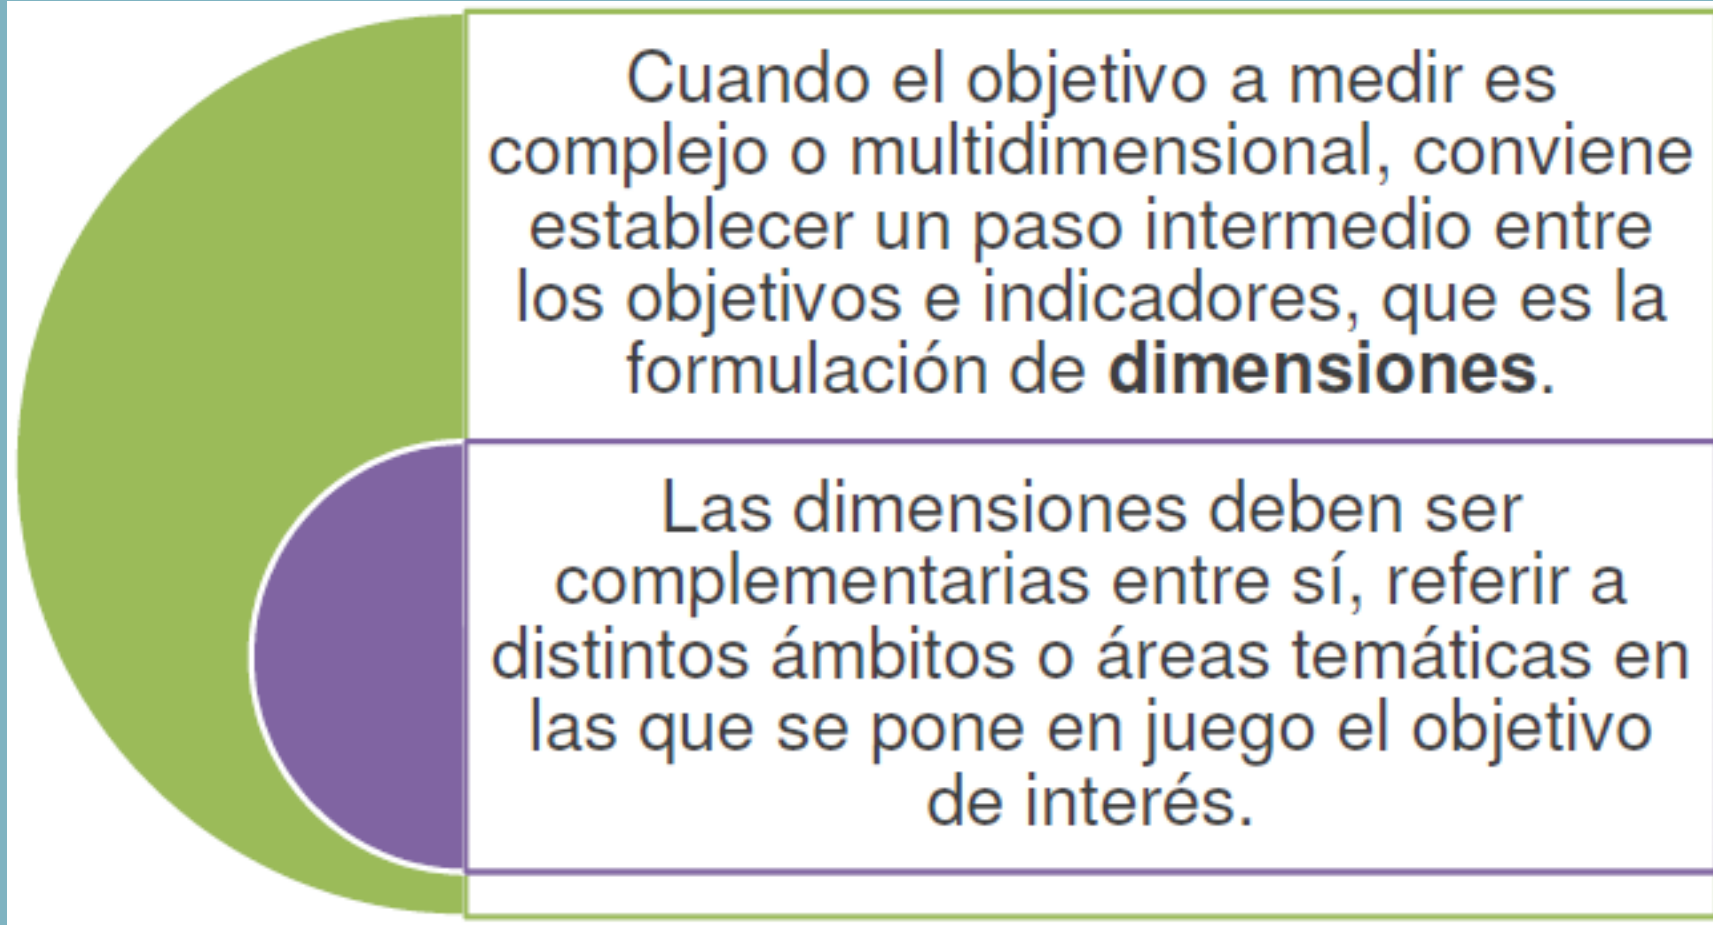 Cuando el objetivo a medir es
complejo o multidimensional, conviene
establecer un paso intermedio entre
los objetivos e indicadores, que es la
formulación de dimensiones.
Las dimensiones deben ser
complementarias entre sí, referir a
distintos ámbitos o áreas temáticas en
las que se pone en juego el objetivo
de interés.